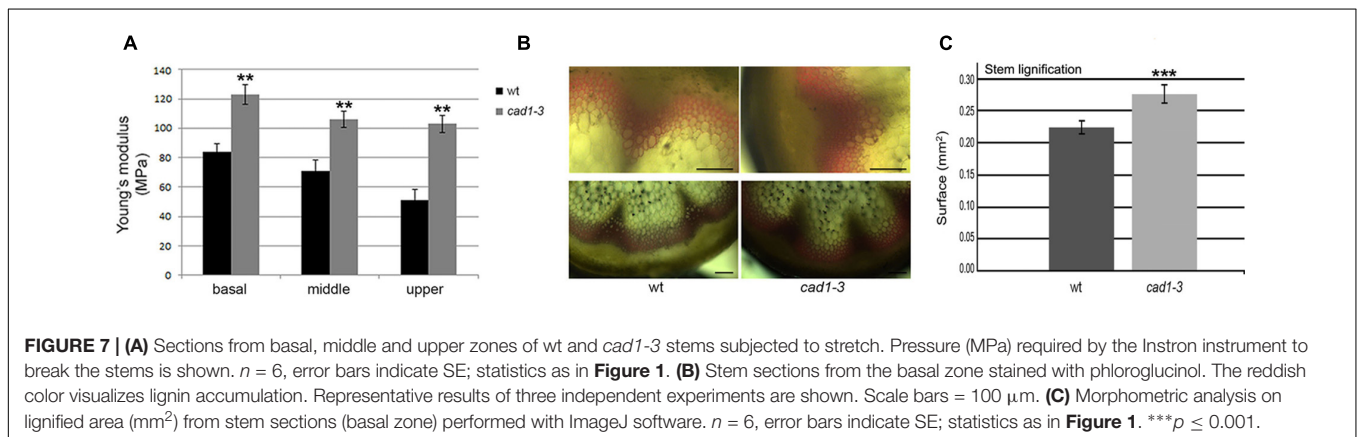 A
B
C
140
120
100
80
60
40
20
0
Young's modulus
(MPa)
**
**
**
basal
middle
upper
wt
cad1-3
wt
cad1-3
Stem lignification
***
0.30
0.25
0.20
0.15
0.10
0.05
0.00
Surface (mm²)
wt
cad1-3
FIGURE 7 | (A) Sections from basal, middle and upper zones of wt and cad1-3 stems subjected to stretch. Pressure (MPa) required by the Instron instrument to
break the stems is shown. n = 6, error bars indicate SE; statistics as in Figure 1. (B) Stem sections from the basal zone stained with phloroglucinol. The reddish
color visualizes lignin accumulation. Representative results of three independent experiments are shown. Scale bars = 100 μm. (C) Morphometric analysis on
lignified area (mm²) from stem sections (basal zone) performed with ImageJ software. n = 6, error bars indicate SE; statistics as in Figure 1. ***p ≤ 0.001.